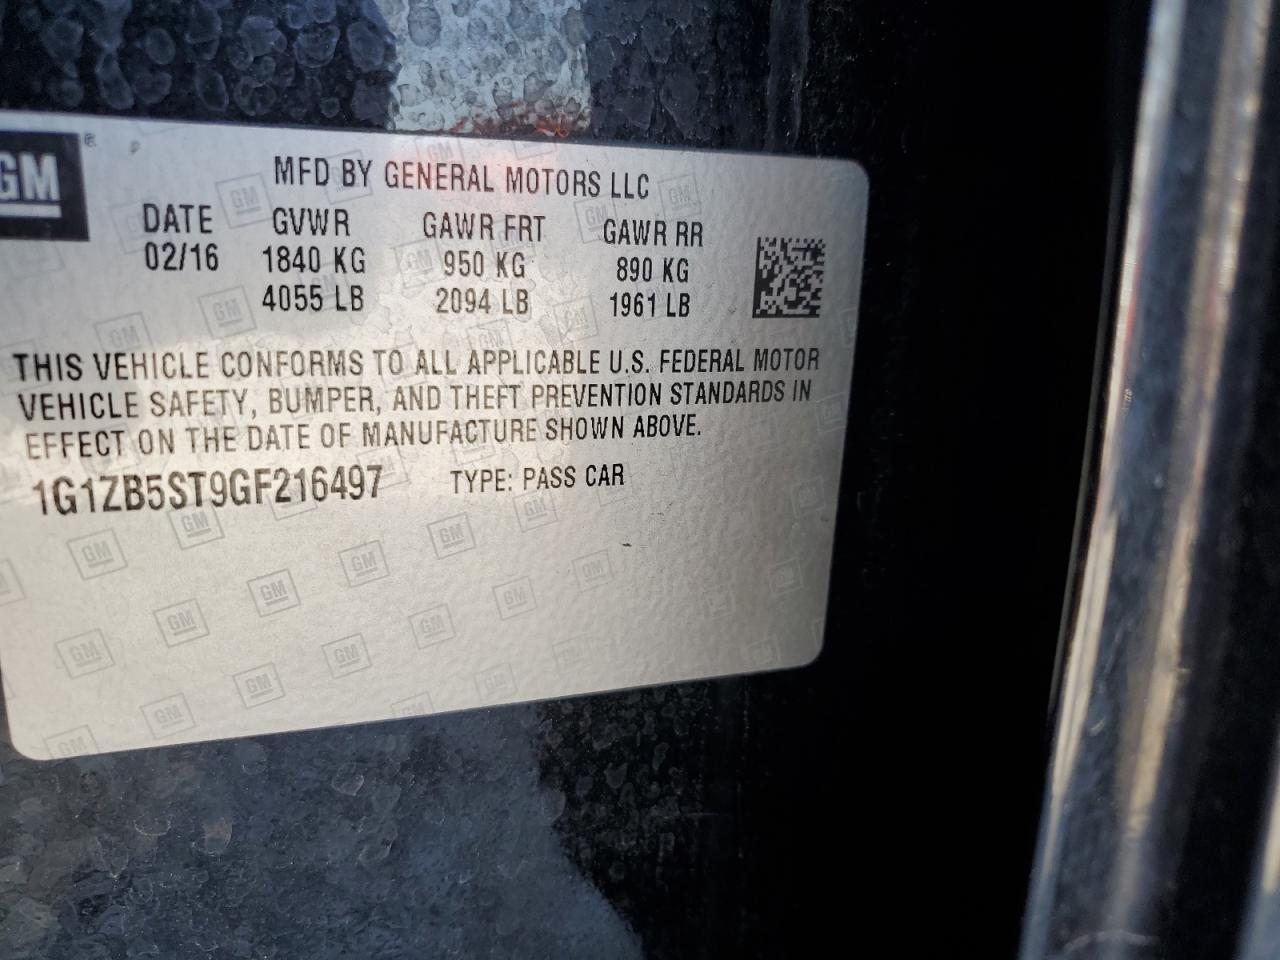 GM
MFD BY GENERAL MOTORS LLC
DATE GVWR GAWR FRT GAWR RR
02/16 1840 KG 950 KG 890 KG
4055 LB 2094 LB 1961 LB
THIS VEHICLE CONFORMS TO ALL APPLICABLE U.S. FEDERAL MOTOR
VEHICLE SAFETY, BUMPER, AND THEFT PREVENTION STANDARDS IN
EFFECT ON THE DATE OF MANUFACTURE SHOWN ABOVE.
1G1ZB5ST9GF216497 TYPE: PASS CAR